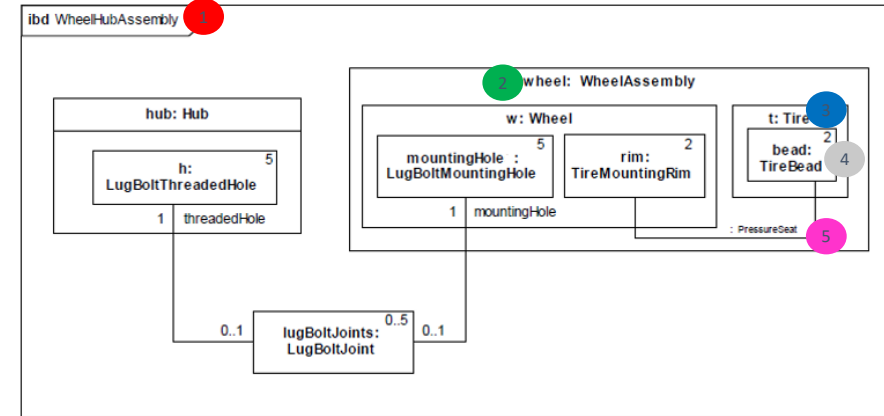 ibd WheelHubAssembly
1
2
wheel: WheelAssembly
hub: Hub
w: Wheel
t: Tire
3
5
h:
LugBoltThreadedHole
5
mountingHole :
LugBoltMountingHole
2
rim:
TireMountingRim
2
bead:
TireBead
4
1 threadedHole
1 mountingHole
: PressureSeat
5
0..1
0..5
lugBoltJoints:
LugBoltJoint
0..1